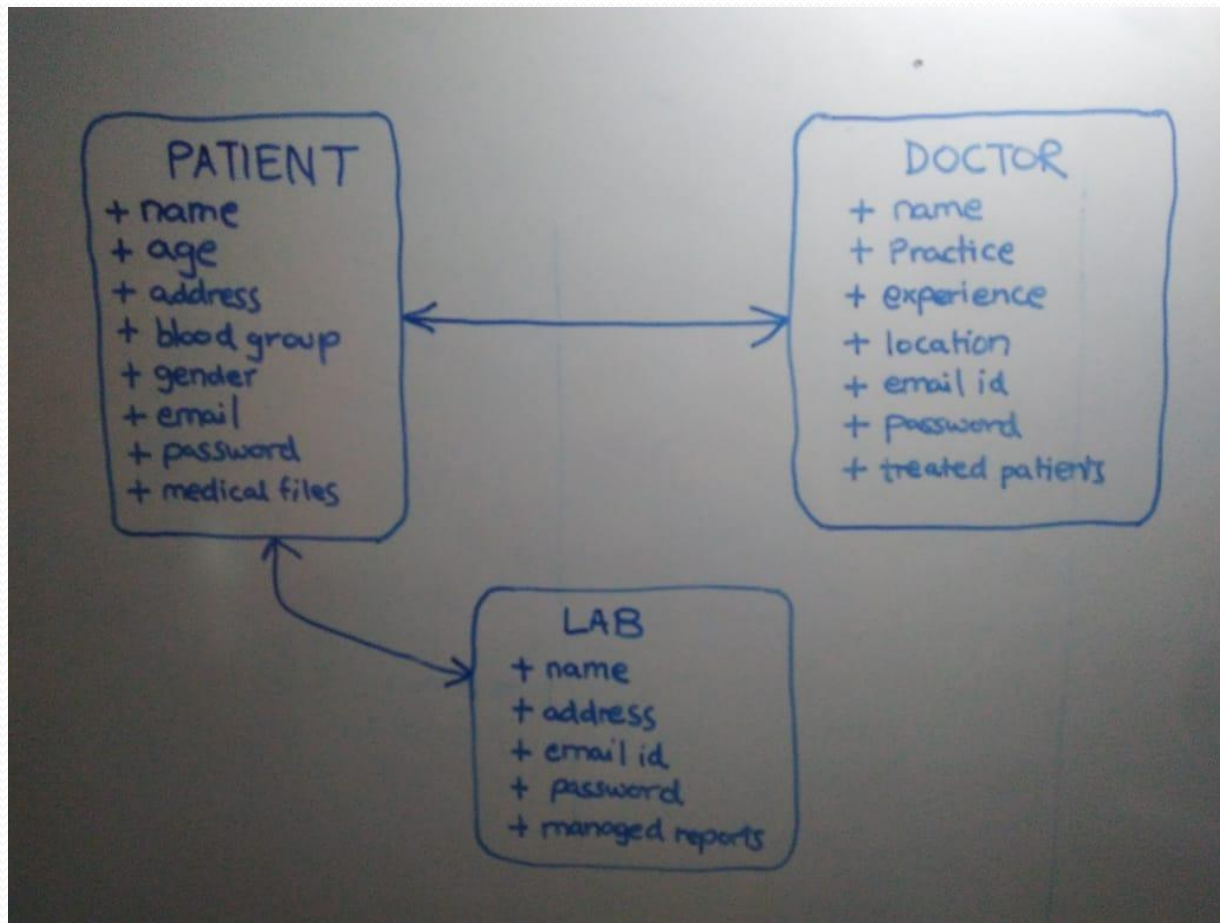 PATIENT
+ name
+ age
+ address
+ blood group
+ gender
+ email
+ password
+ medical files
DOCTOR
+ name
+ Practice
+ experience
+ location
+ email id
+ password
+ treated patients
LAB
+ name
+ address
+ email id
+ password
+ managed reports